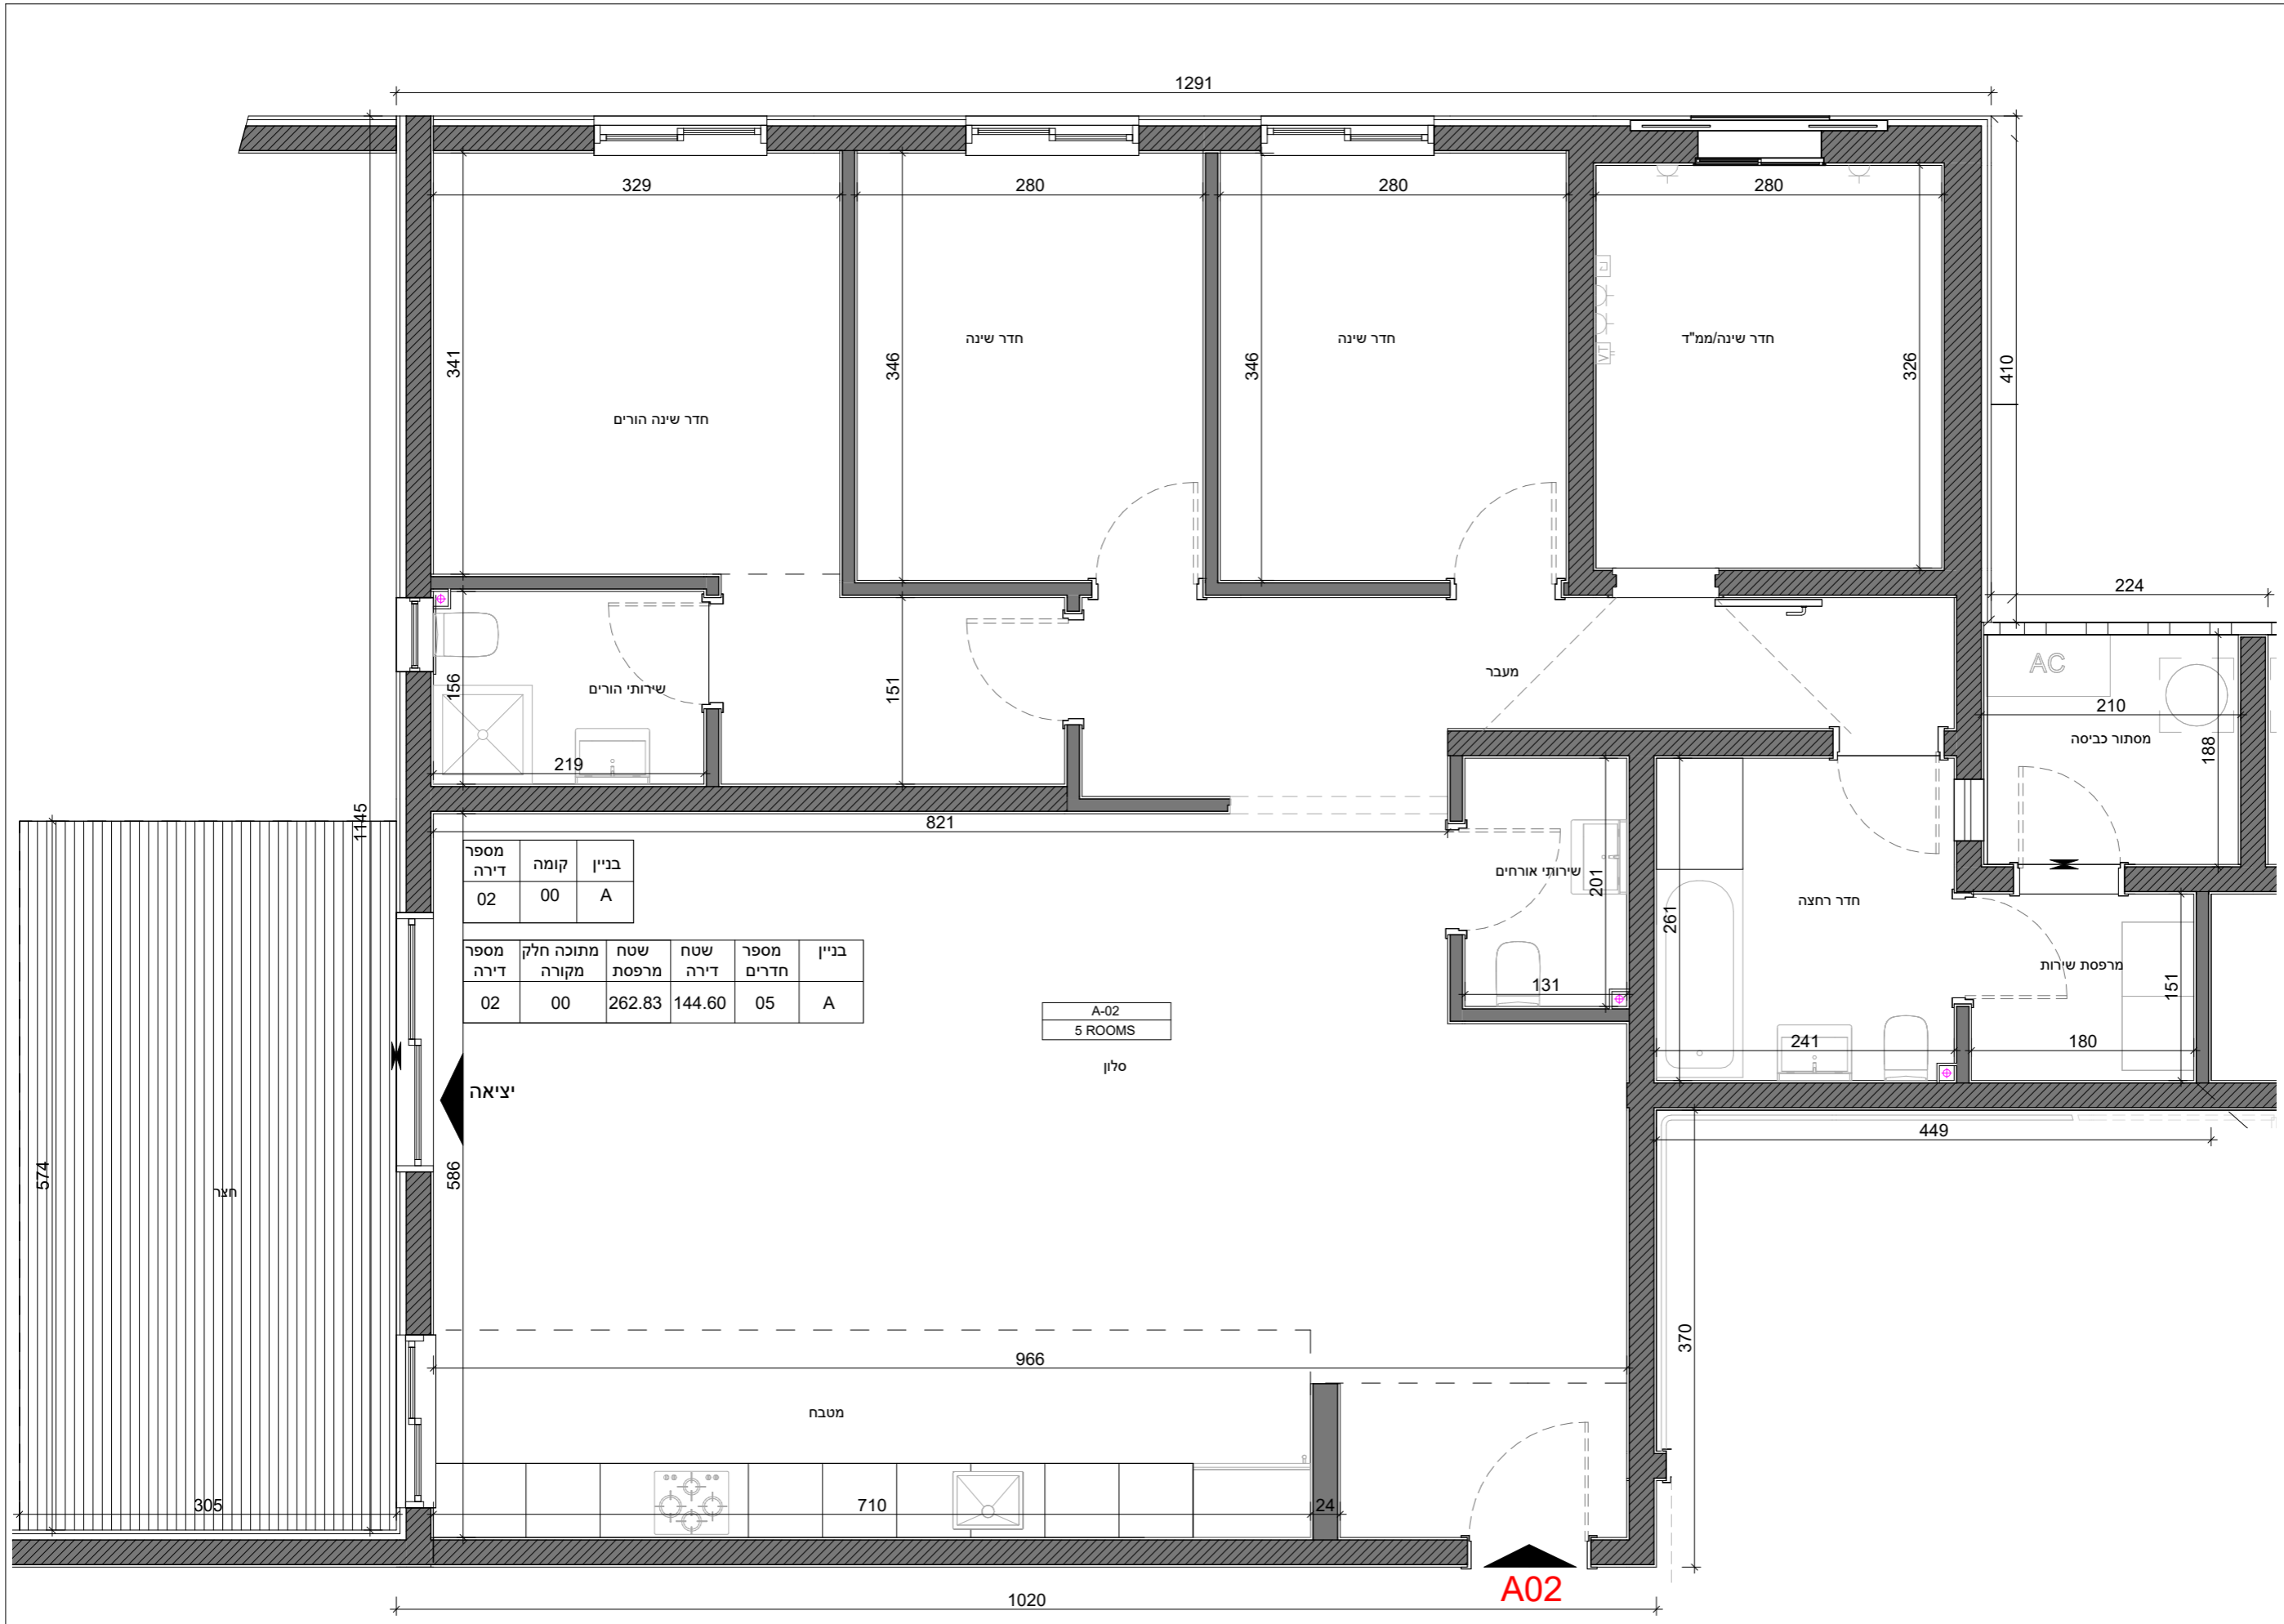 1291
329
280
280
280
341
346
346
326
410
חדר שינה
חדר שינה
חדר שינה/ממ"ד
חדר שינה הורים
224
AC
מעבר
156
שירותי הורים
151
210
מסתור כביסה
188
219
1145
821
מספר דירה
קומה
בניין
02
00
A
שירותי אורחים
201
261
חדר רחצה
מרפסת שירות
151
מספר דירה
מתוכה חלק מקורה
שטח מרפסת
שטח דירה
מספר חדרים
בניין
02
00
262.83
144.60
05
A
131
A-02
5 ROOMS
סלון
241
180
יציאה
449
574
חצר
586
370
966
מטבח
305
710
24
A02
1020